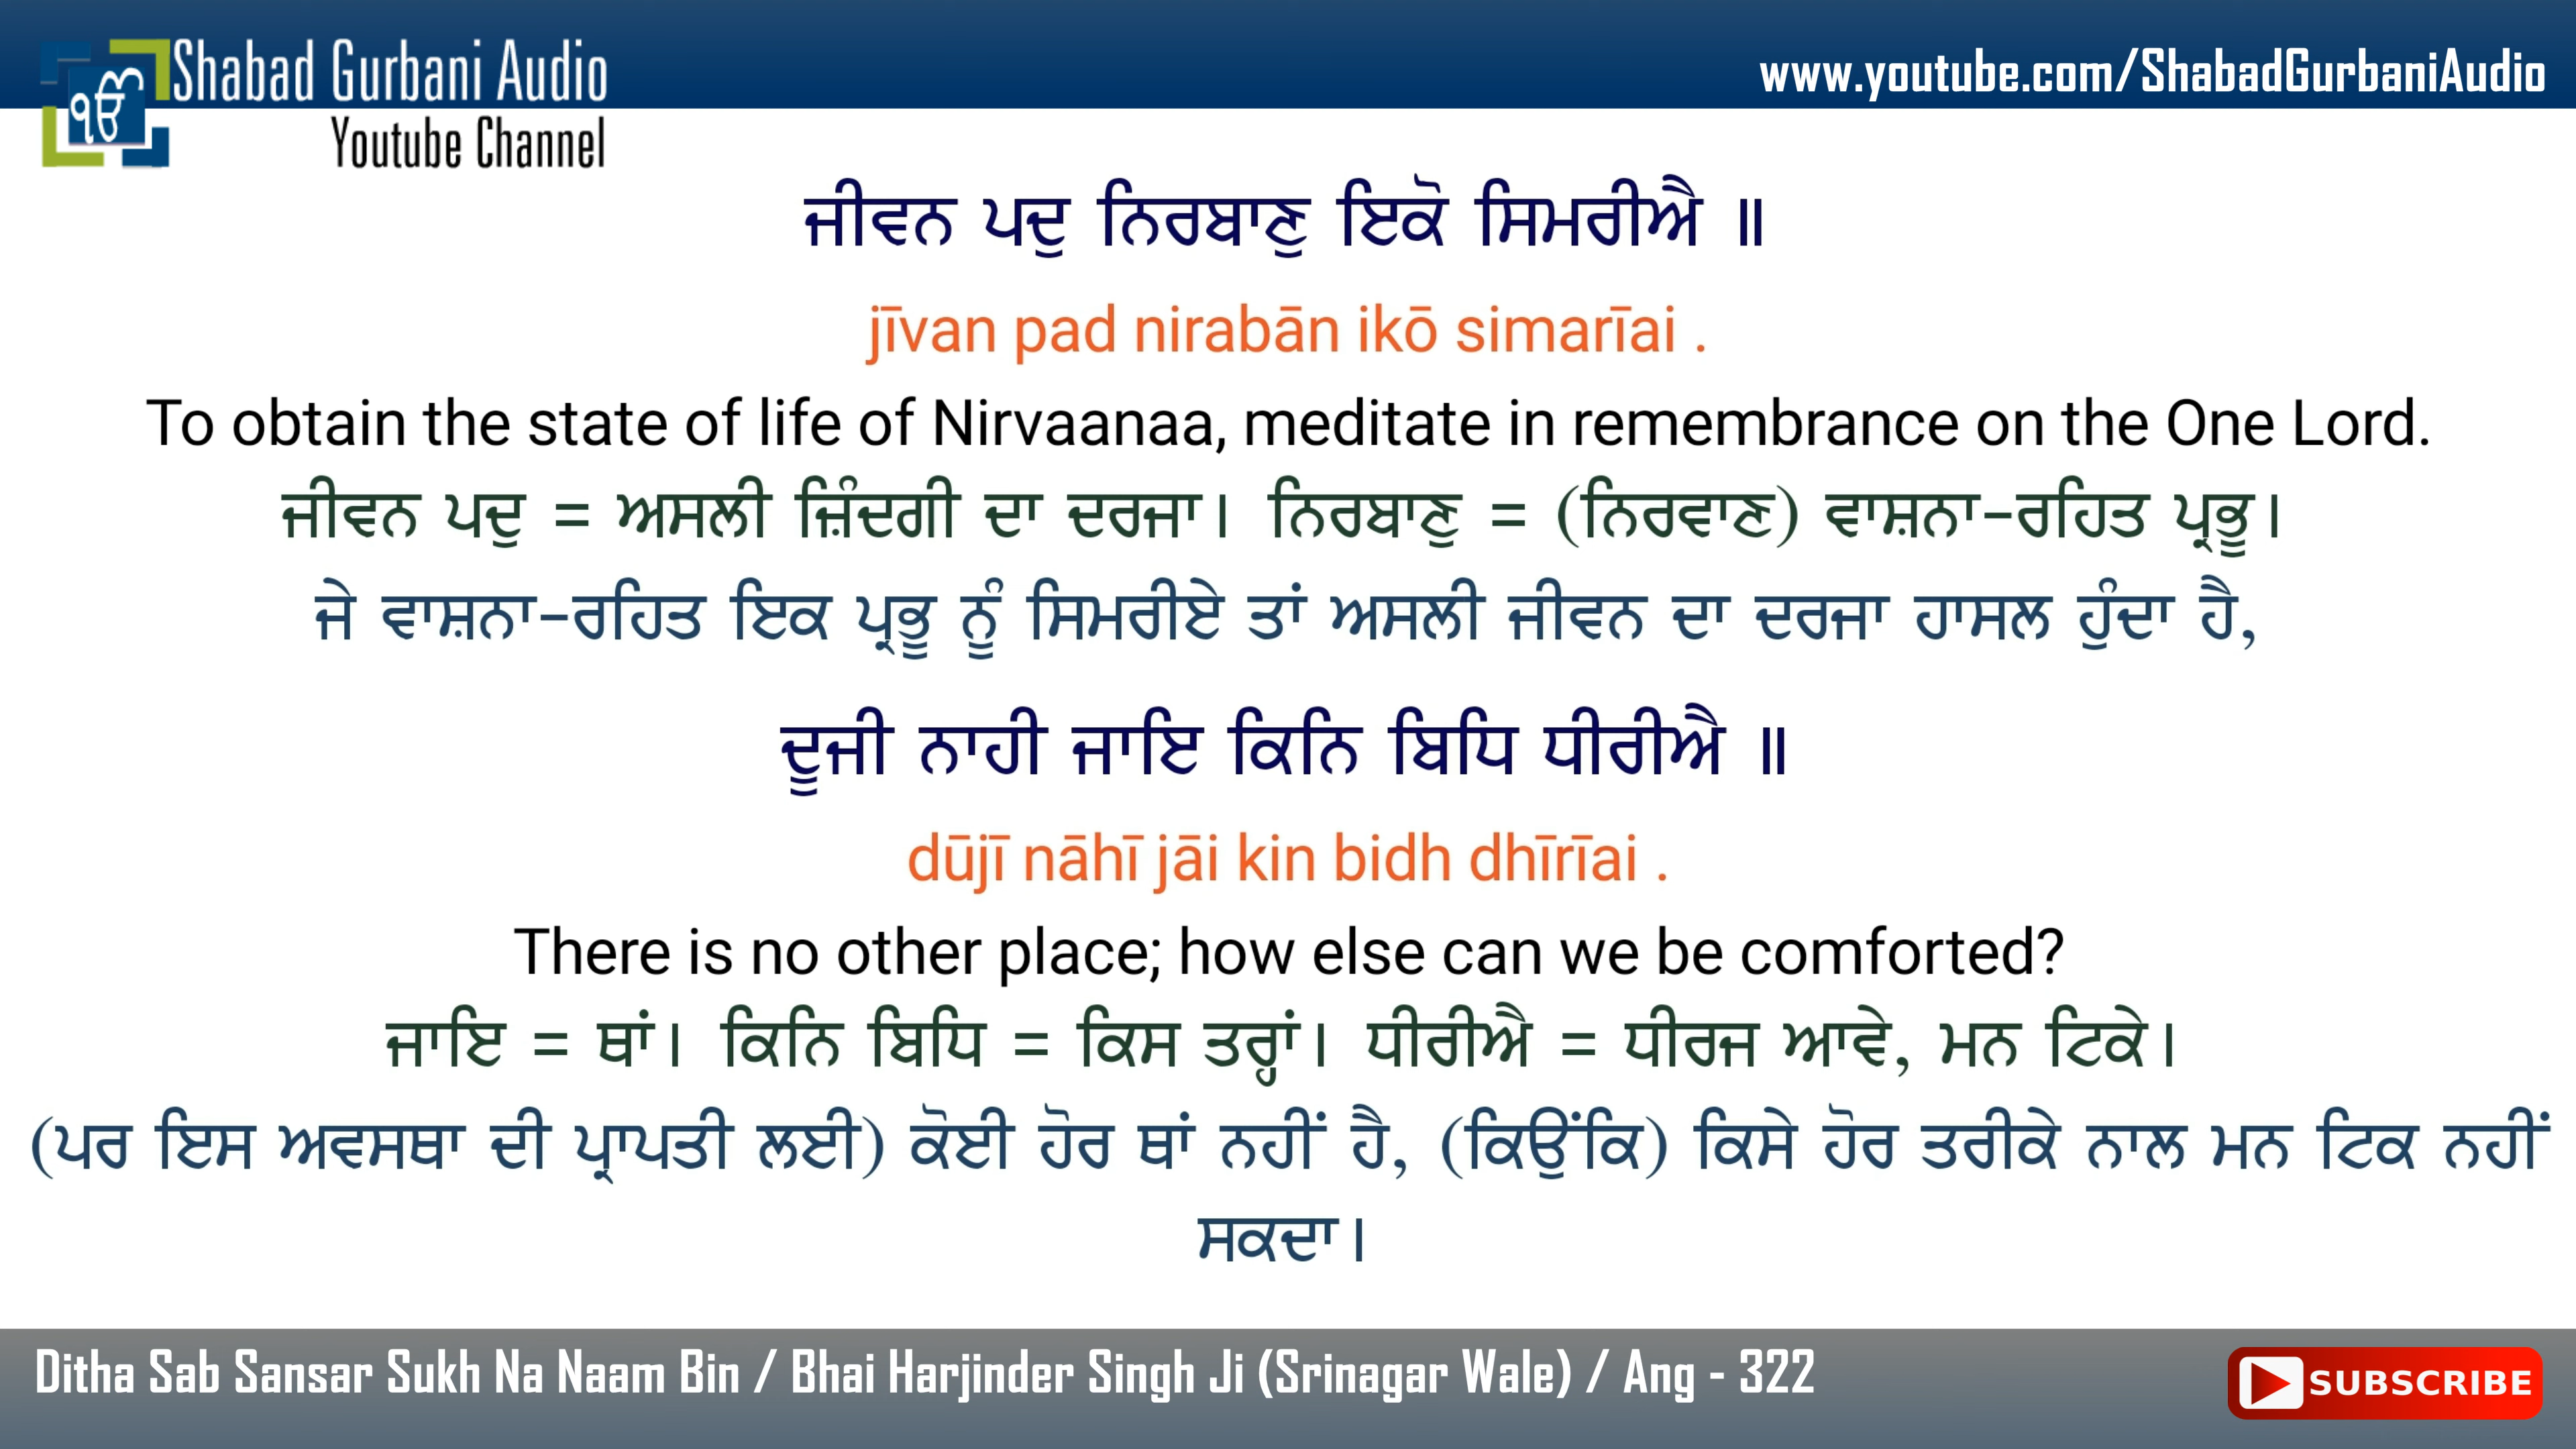 Shabad Gurbani Audio
Youtube Channel
ੴ
www.youtube.com/ShabadGurbaniAudio
ਜੀਵਨ ਪਦੁ ਨਿਰਬਾਣੁ ਇਕੋ ਸਿਮਰੀਐ ॥
jīvan pad nirabān ikō simarīai .
To obtain the state of life of Nirvaanaa, meditate in remembrance on the One Lord.
ਜੀਵਨ ਪਦੁ = ਅਸਲੀ ਜ਼ਿੰਦਗੀ ਦਾ ਦਰਜਾ। ਨਿਰਬਾਣੁ = (ਨਿਰਵਾਣ) ਵਾਸ਼ਨਾ-ਰਹਿਤ ਪ੍ਰਭੂ।
ਜੇ ਵਾਸ਼ਨਾ-ਰਹਿਤ ਇਕ ਪ੍ਰਭੂ ਨੂੰ ਸਿਮਰੀਏ ਤਾਂ ਅਸਲੀ ਜੀਵਨ ਦਾ ਦਰਜਾ ਹਾਸਲ ਹੁੰਦਾ ਹੈ,
ਦੂਜੀ ਨਾਹੀ ਜਾਇ ਕਿਨਿ ਬਿਧਿ ਧੀਰੀਐ ॥
dūjī nāhī jāi kin bidh dhīrīai .
There is no other place; how else can we be comforted?
ਜਾਇ = ਥਾਂ। ਕਿਨਿ ਬਿਧਿ = ਕਿਸ ਤਰ੍ਹਾਂ। ਧੀਰੀਐ = ਧੀਰਜ ਆਵੇ, ਮਨ ਟਿਕੇ।
(ਪਰ ਇਸ ਅਵਸਥਾ ਦੀ ਪ੍ਰਾਪਤੀ ਲਈ) ਕੋਈ ਹੋਰ ਥਾਂ ਨਹੀਂ ਹੈ, (ਕਿਉਂਕਿ) ਕਿਸੇ ਹੋਰ ਤਰੀਕੇ ਨਾਲ ਮਨ ਟਿਕ ਨਹੀਂ
ਸਕਦਾ।
Ditha Sab Sansar Sukh Na Naam Bin / Bhai Harjinder Singh Ji (Srinagar Wale) / Ang - 322
SUBSCRIBE